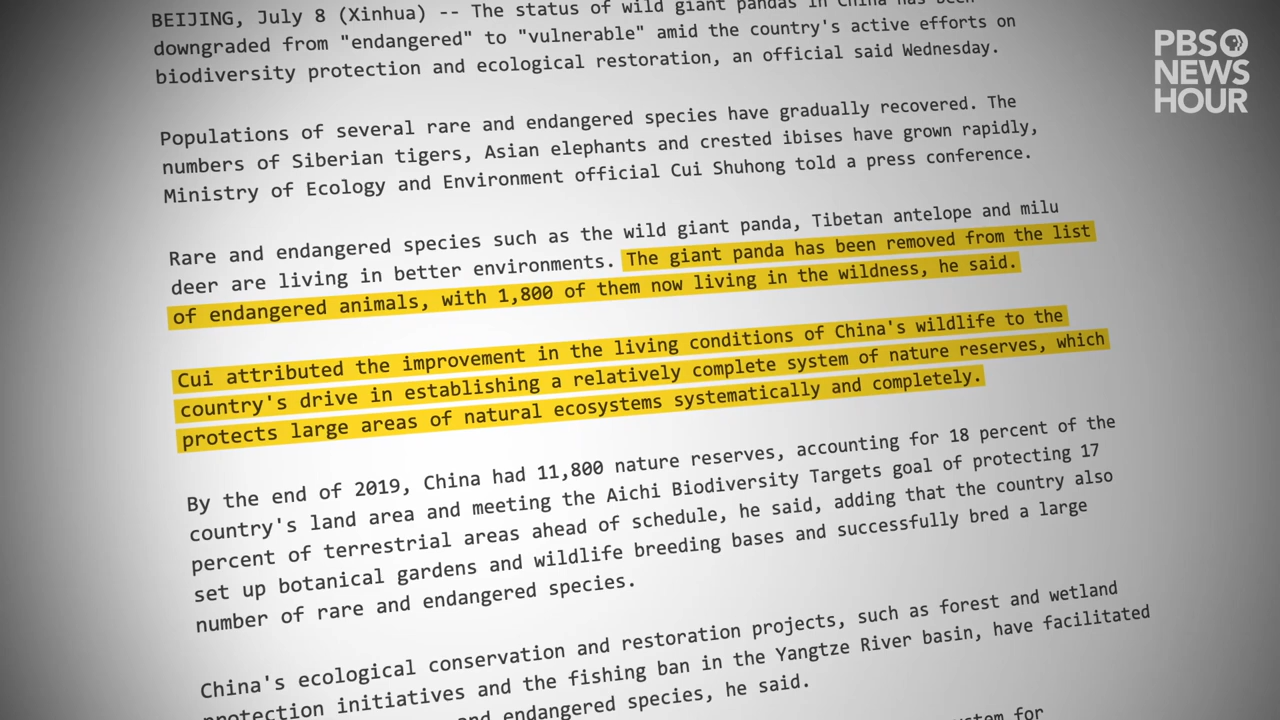 BEIJING, July 8 (Xinhua) -- The status of wild giant pandas in China has been
downgraded from "endangered" to "vulnerable" amid the country's active efforts on
biodiversity protection and ecological restoration, an official said Wednesday.
Populations of several rare and endangered species have gradually recovered. The
numbers of Siberian tigers, Asian elephants and crested ibises have grown rapidly,
Ministry of Ecology and Environment official Cui Shuhong told a press conference.
Rare and endangered species such as the wild giant panda, Tibetan antelope and milu
deer are living in better environments. The giant panda has been removed from the list
of endangered animals, with 1,800 of them now living in the wildness, he said.
Cui attributed the improvement in the living conditions of China's wildlife to the
country's drive in establishing a relatively complete system of nature reserves, which
protects large areas of natural ecosystems systematically and completely.
By the end of 2019, China had 11,800 nature reserves, accounting for 18 percent of the
country's land area and meeting the Aichi Biodiversity Targets goal of protecting 17
percent of terrestrial areas ahead of schedule, he said, adding that the country also
set up botanical gardens and wildlife breeding bases and successfully bred a large
number of rare and endangered species.
China's ecological conservation and restoration projects, such as forest and wetland
protection initiatives and the fishing ban in the Yangtze River basin, have facilitated
and endangered species, he said.
system for
PBS
NEWS
HOUR